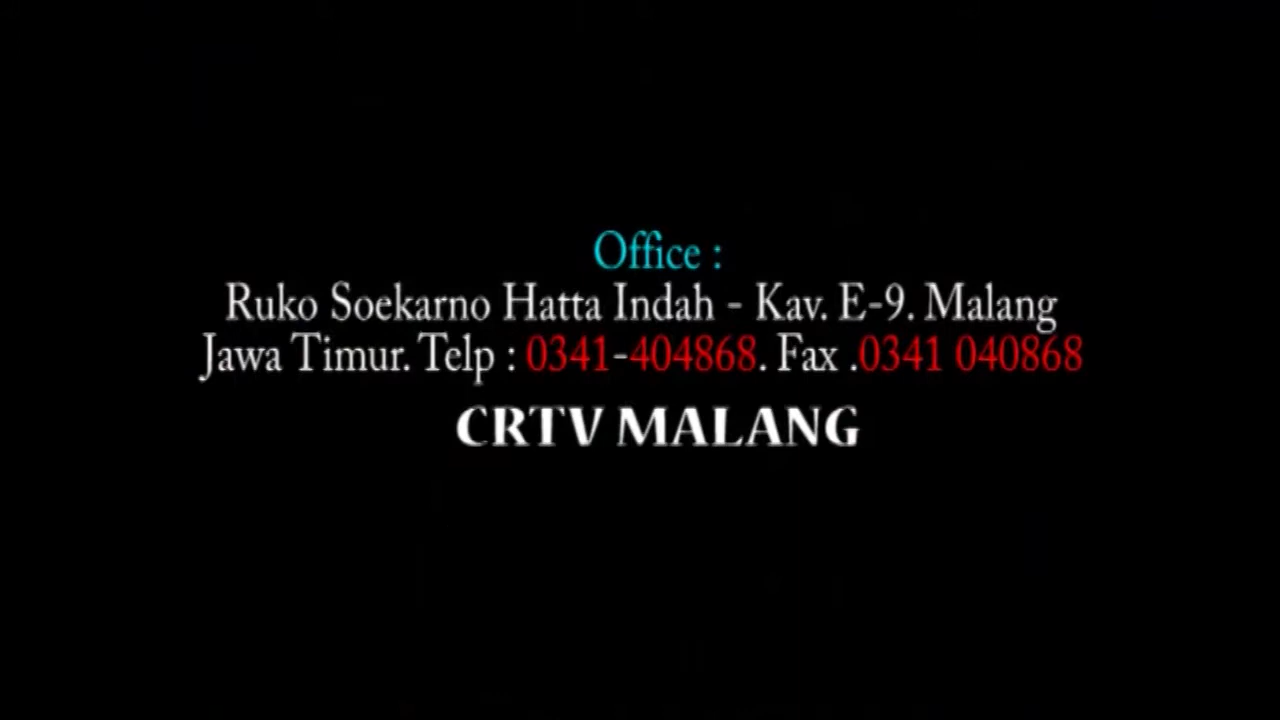 Office :
Ruko Soekarno Hatta Indah - Kav. E-9. Malang
Jawa Timur. Telp : 0341-404868. Fax .0341 040868
CRTV MALANG